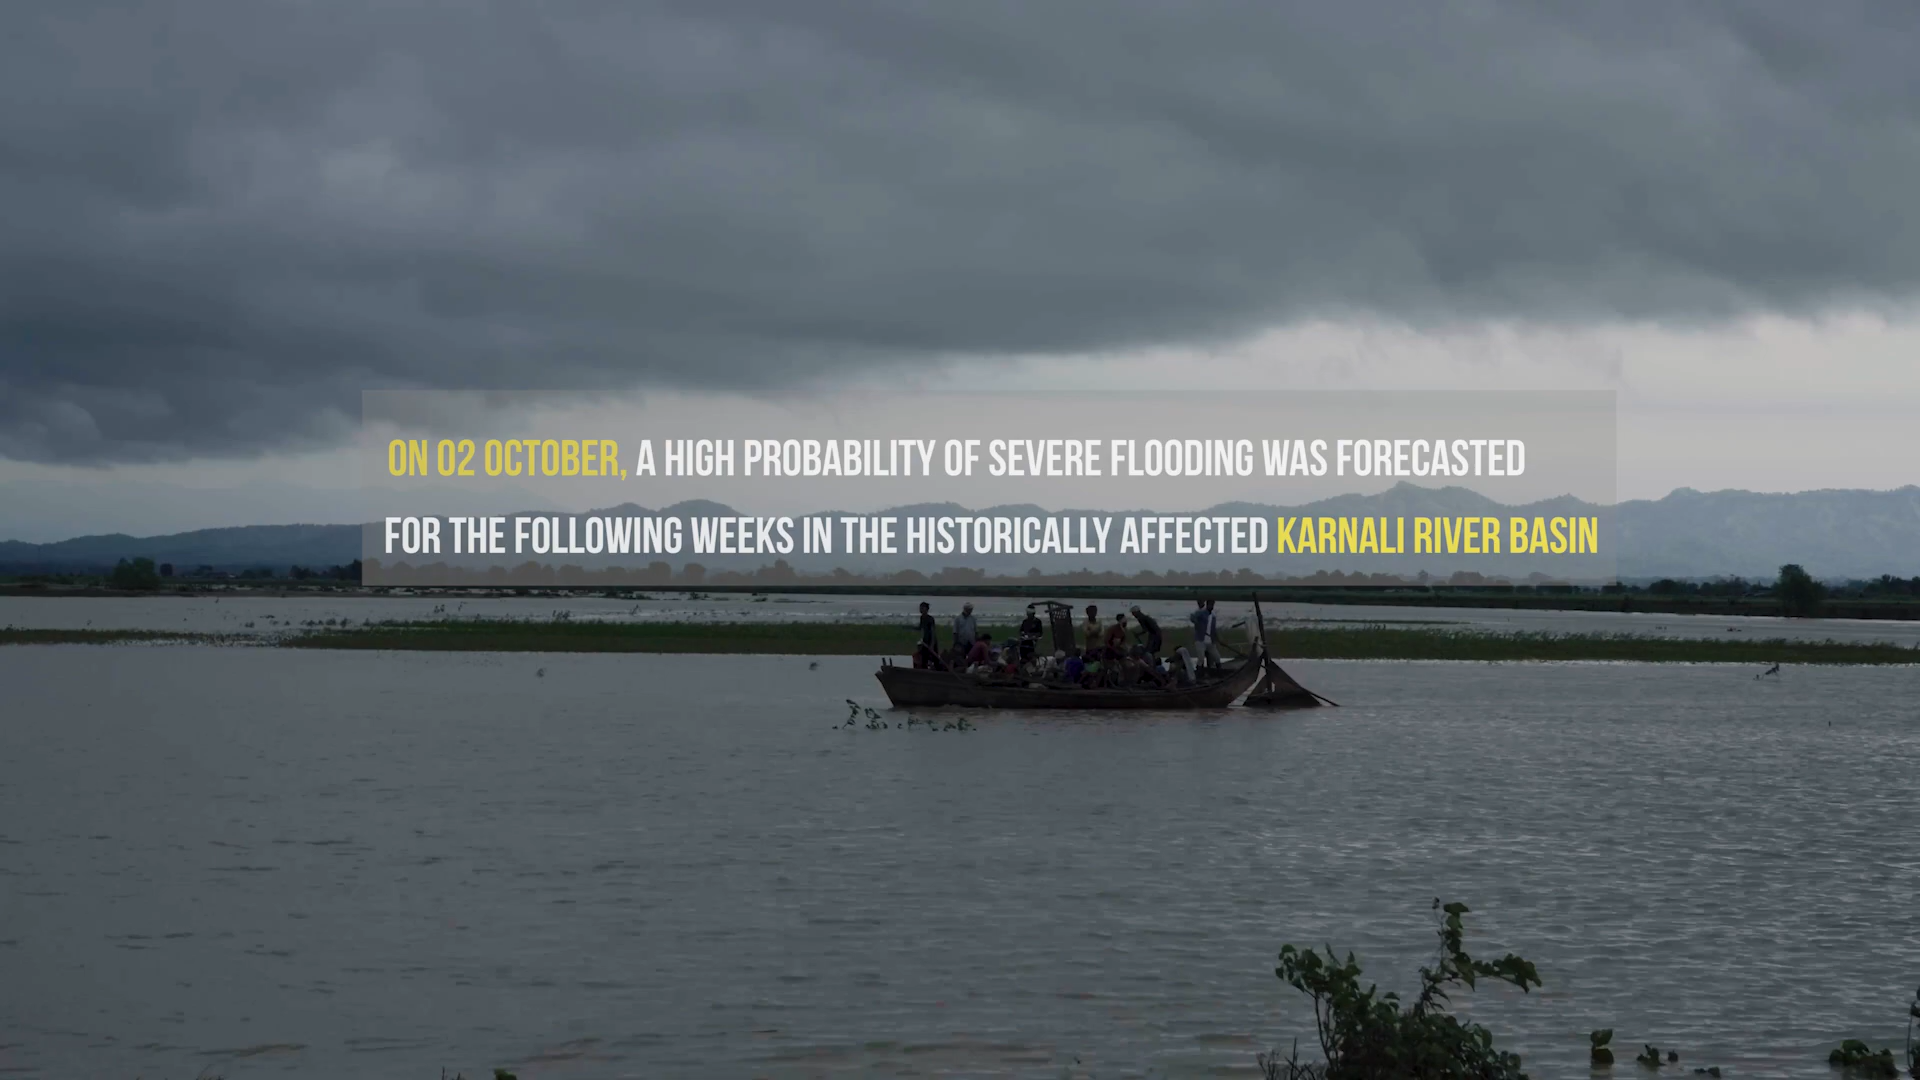 ON 02 OCTOBER, A HIGH PROBABILITY OF SEVERE FLOODING WAS FORECASTED
FOR THE FOLLOWING WEEKS IN THE HISTORICALLY AFFECTED KARNALI RIVER BASIN